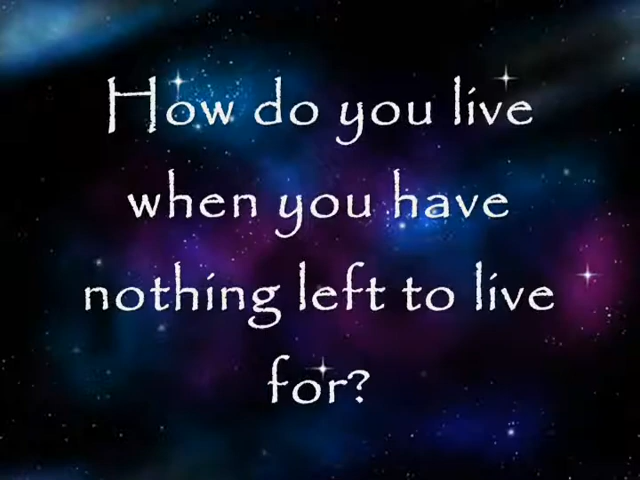 How do you live
when you have
nothing left to live
for?